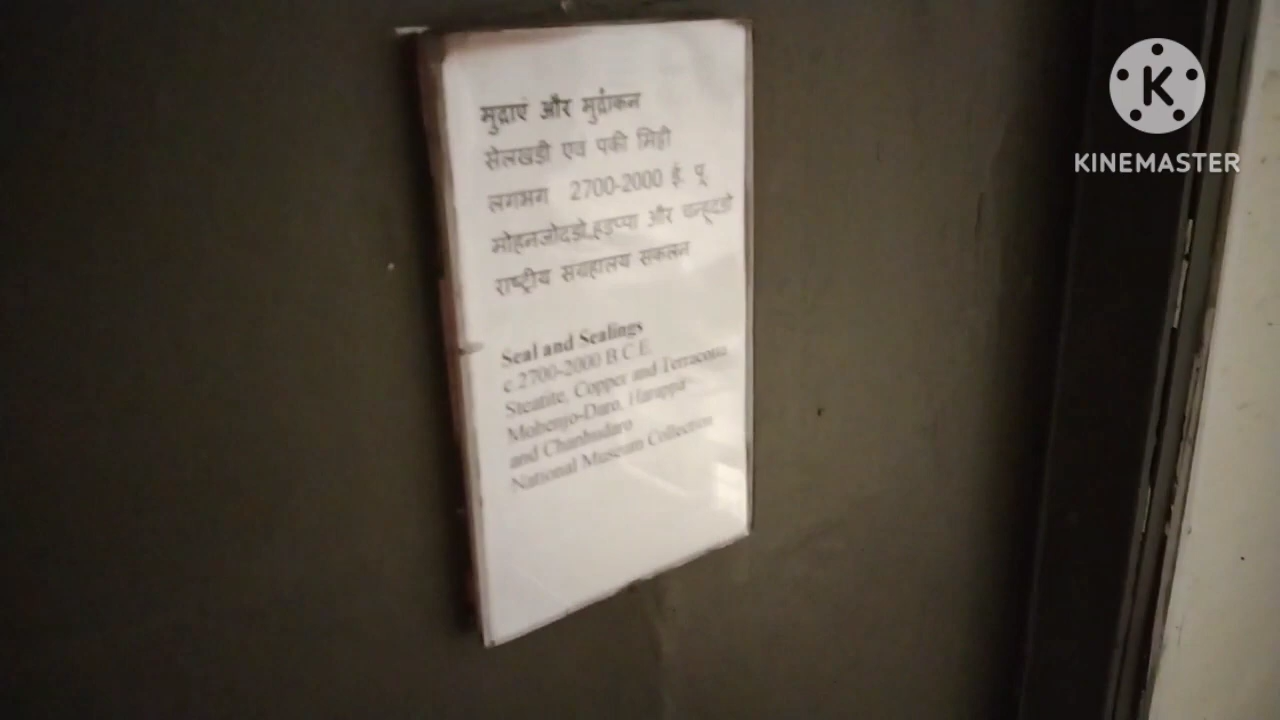 मुद्राएं और मुद्रांकन
सेलखड़ी एव पकी मिट्टी
लगभग 2700-2000 ई. पू
मोहनजोदड़ो,हड़प्पा और चन्हूदड़ो
राष्ट्रीय संग्रहालय संकलन
Seal and Sealings
c.2700-2000 B.C.E.
Steatite, Copper and Terracotta
Mohenjo-Daro, Harappa
and Chanhudaro
National Museum Collection
K
KINEMASTER